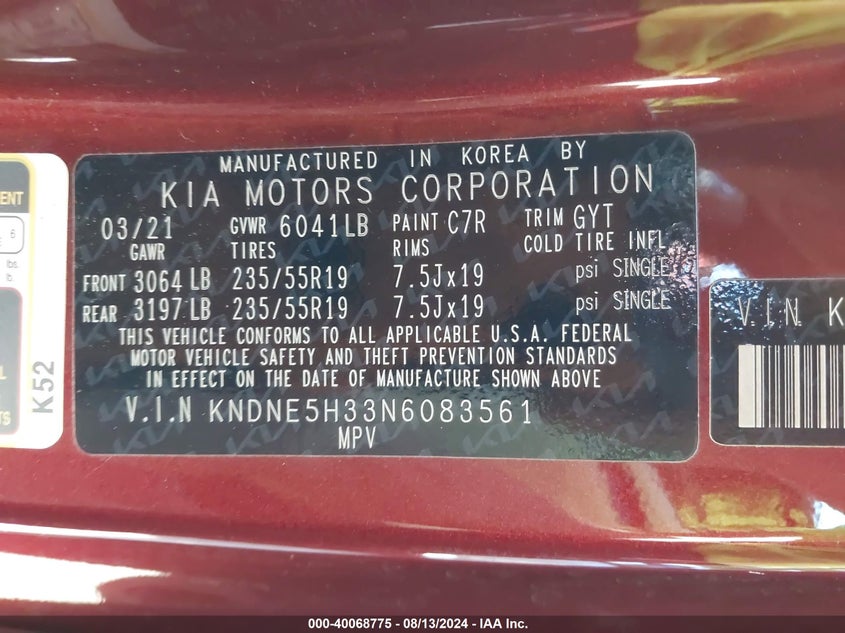 MANUFACTURED IN KOREA BY
KIA MOTORS CORPORATION
03/21 GVWR 6041LB PAINT C7R TRIM GYT
GAWR TIRES RIMS COLD TIRE INFL
FRONT 3064 LB 235/55R19 7.5Jx19 psi SINGLE
REAR 3197 LB 235/55R19 7.5Jx19 psi SINGLE
THIS VEHICLE CONFORMS TO ALL APPLICABLE U.S.A. FEDERAL
MOTOR VEHICLE SAFETY AND THEFT PREVENTION STANDARDS
IN EFFECT ON THE DATE OF MANUFACTURE SHOWN ABOVE
V.I.N KNDNE5H33N6083561
MPV
K52
6
lbs.
V.I.N K
000-40068775 - 08/13/2024 - IAA Inc.